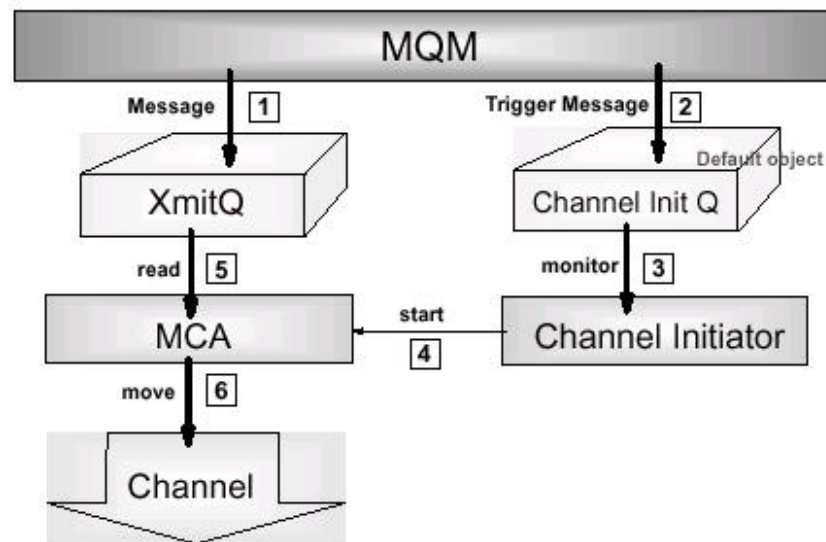 MQM
Message 1
Trigger Message 2
Default object
XmitQ
Channel Init Q
read 5
monitor 3
start
4
MCA
Channel Initiator
move 6
Channel